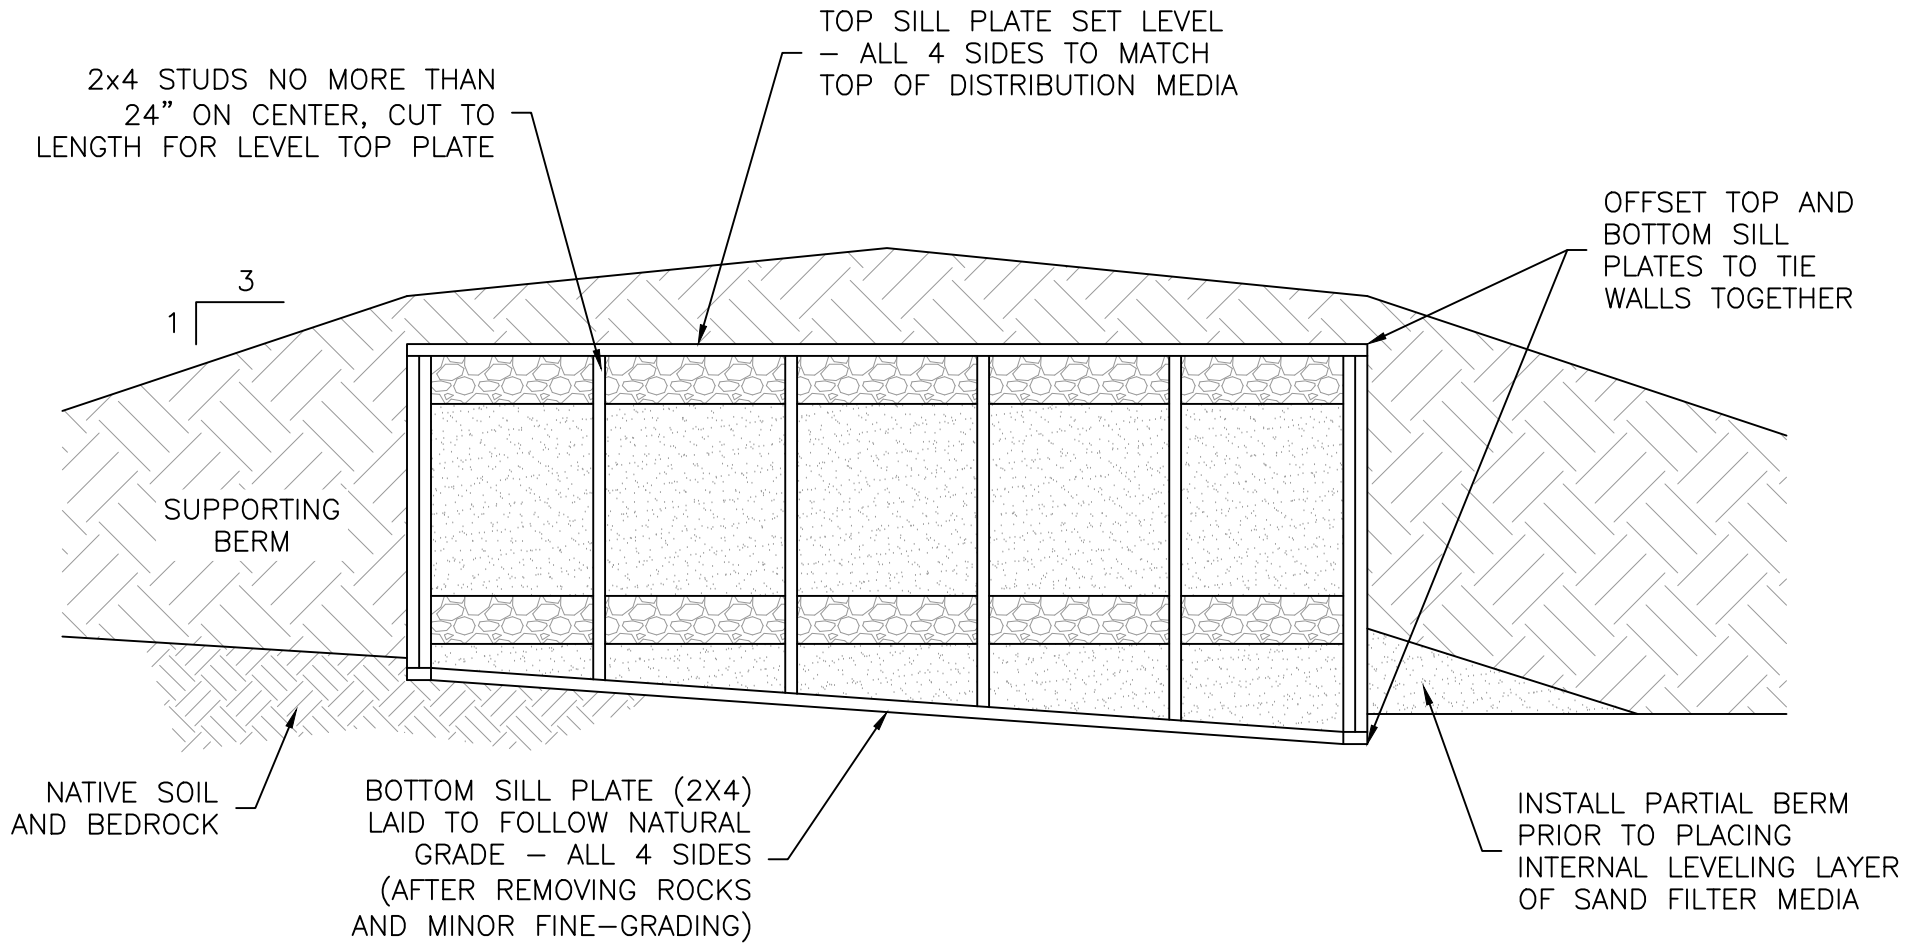 TOP SILL PLATE SET LEVEL
– ALL 4 SIDES TO MATCH
TOP OF DISTRIBUTION MEDIA
2x4 STUDS NO MORE THAN
24” ON CENTER, CUT TO
LENGTH FOR LEVEL TOP PLATE
OFFSET TOP AND
BOTTOM SILL
PLATES TO TIE
WALLS TOGETHER
3
1
SUPPORTING
BERM
NATIVE SOIL
AND BEDROCK
BOTTOM SILL PLATE (2X4)
LAID TO FOLLOW NATURAL
GRADE – ALL 4 SIDES
(AFTER REMOVING ROCKS
AND MINOR FINE–GRADING)
INSTALL PARTIAL BERM
PRIOR TO PLACING
INTERNAL LEVELING LAYER
OF SAND FILTER MEDIA